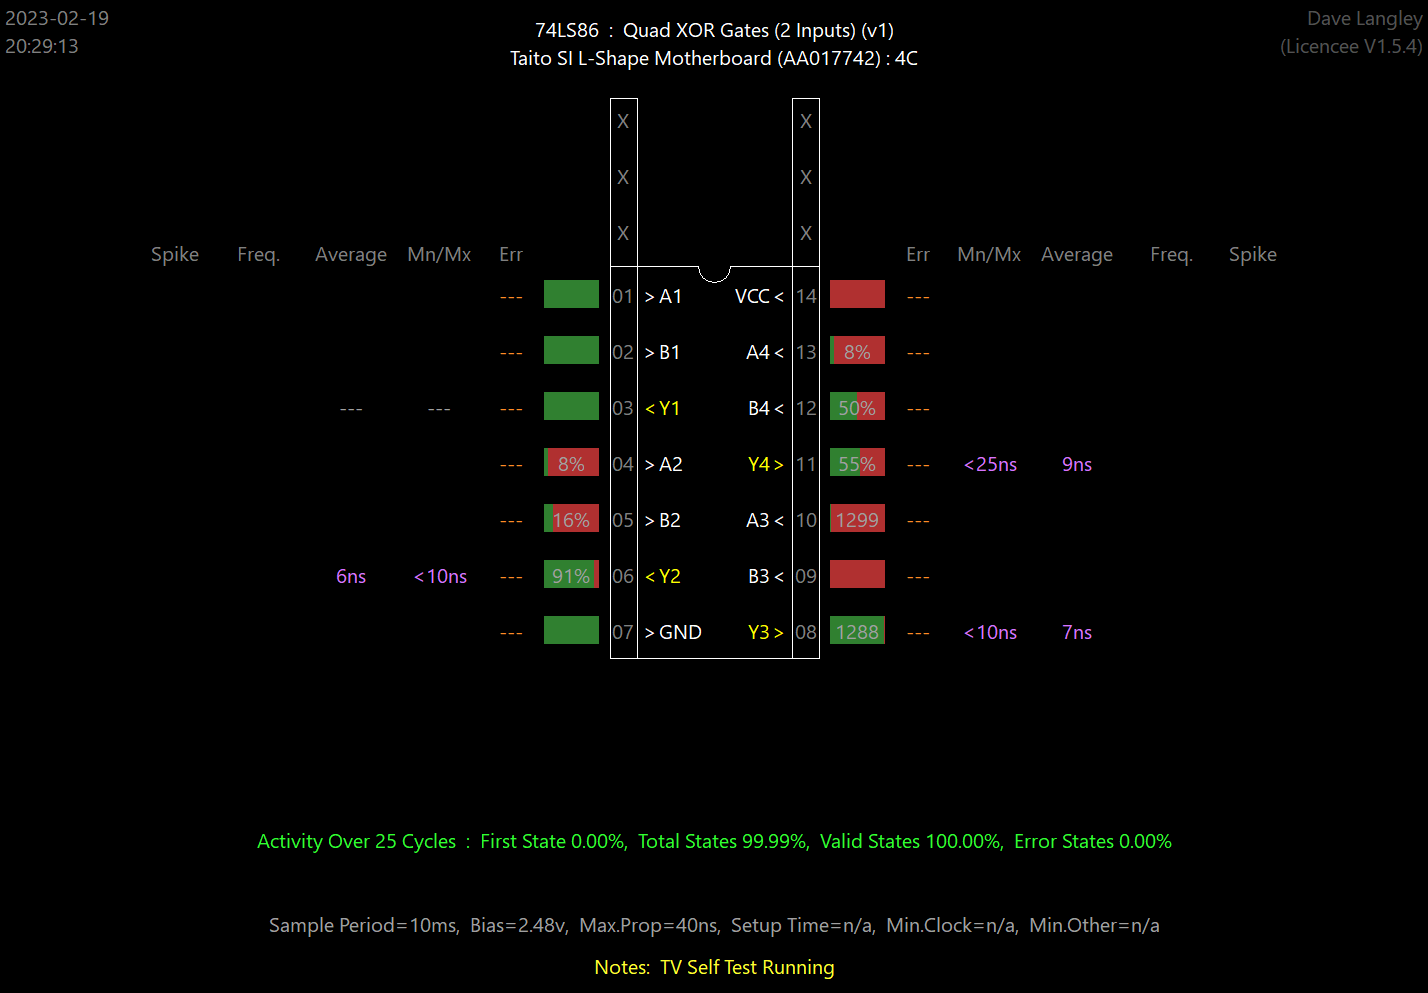 2023-02-19
20:29:13
74LS86 : Quad XOR Gates (2 Inputs) (v1)
Taito SI L-Shape Motherboard (AA017742) : 4C
Dave Langley
(Licencee V1.5.4)
X X
X X
X X
Spike Freq. Average Mn/Mx Err Err Mn/Mx Average Freq. Spike
--- 01 > A1 VCC < 14 ---
--- 02 > B1 A4 < 13 8% ---
--- --- --- 03 < Y1 B4 < 12 50% ---
--- 8% 04 > A2 Y4 > 11 55% --- <25ns 9ns
--- 16% 05 > B2 A3 < 10 1299 ---
6ns <10ns --- 91% 06 < Y2 B3 < 09 ---
--- 07 > GND Y3 > 08 1288 --- <10ns 7ns
Activity Over 25 Cycles : First State 0.00%, Total States 99.99%, Valid States 100.00%, Error States 0.00%
Sample Period=10ms, Bias=2.48v, Max.Prop=40ns, Setup Time=n/a, Min.Clock=n/a, Min.Other=n/a
Notes: TV Self Test Running